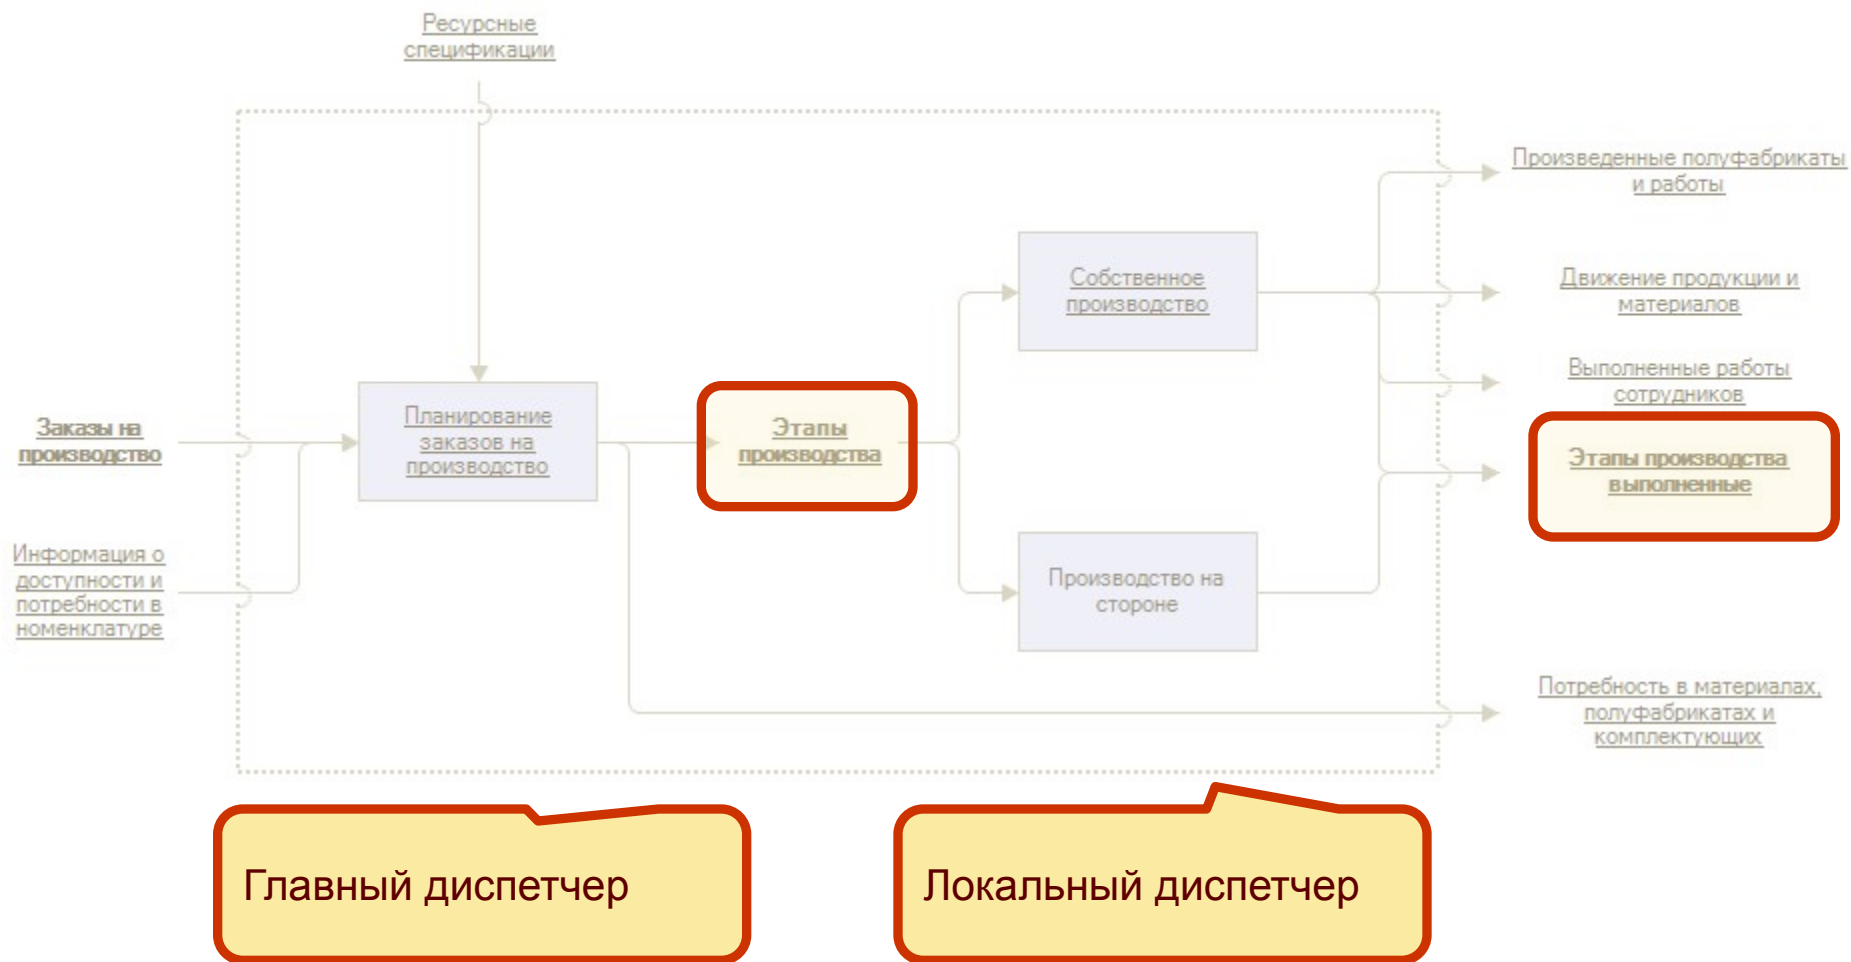 Ресурсные
спецификации
Произведенные полуфабрикаты
и работы
Собственное
производство
Движение продукции и
материалов
Выполненные работы
сотрудников
Заказы на
производство
Планирование
заказов на
производство
Этапы
производства
Этапы производства
выполненные
Информация о
доступности и
потребности в
номенклатуре
Производство на
стороне
Потребность в материалах,
полуфабрикатах и
комплектующих
Главный диспетчер
Локальный диспетчер